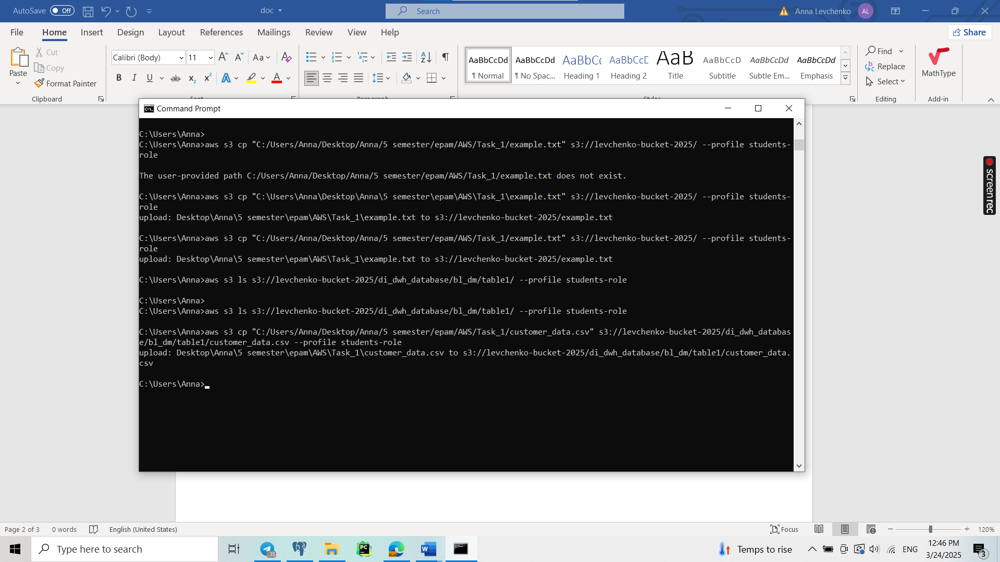 AutoSave Off doc Search Anna Levchenko AL
File Home Insert Design Layout References Mailings Review View Help Share
Paste Cut Copy Format Painter
Calibri (Body) 11
AaBbCcDd AaBbCcDd AaBbCc AaBbCcD AaB AaBbCcD AaBbCcDd AaBbCcDd
¶ Normal ¶ No Spac... Heading 1 Heading 2 Title Subtitle Subtle Em... Emphasis
Find Replace Select MathType
Clipboard Font Paragraph Styles Editing Add-in
Command Prompt
C:\Users\Anna>
C:\Users\Anna>aws s3 cp "C:/Users/Anna/Desktop/Anna/5 semester/epam/AWS/Task_1/example.txt" s3://levchenko-bucket-2025/ --profile students-
role
The user-provided path C:/Users/Anna/Desktop/Anna/5 semester/epam/AWS/Task_1/example.txt does not exist.
C:\Users\Anna>aws s3 cp "C:\Users\Anna\Desktop\Anna\5 semester\epam\AWS\Task_1\example.txt" s3://levchenko-bucket-2025/ --profile students-
role
upload: Desktop\Anna\5 semester\epam\AWS\Task_1\example.txt to s3://levchenko-bucket-2025/example.txt
C:\Users\Anna>aws s3 cp "C:/Users/Anna/Desktop/Anna/5 semester/epam/AWS/Task_1/example.txt" s3://levchenko-bucket-2025/ --profile students-
role
upload: Desktop\Anna\5 semester\epam\AWS\Task_1\example.txt to s3://levchenko-bucket-2025/example.txt
C:\Users\Anna>aws s3 ls s3://levchenko-bucket-2025/di_dwh_database/bl_dm/table1/ --profile students-role
C:\Users\Anna>
C:\Users\Anna>aws s3 ls s3://levchenko-bucket-2025/di_dwh_database/bl_dm/table1/ --profile students-role
C:\Users\Anna>aws s3 cp "C:/Users/Anna/Desktop/Anna/5 semester/epam/AWS/Task_1/customer_data.csv" s3://levchenko-bucket-2025/di_dwh_databas
e/bl_dm/table1/customer_data.csv --profile students-role
upload: Desktop\Anna\5 semester\epam\AWS\Task_1\customer_data.csv to s3://levchenko-bucket-2025/di_dwh_database/bl_dm/table1/customer_data.
csv
C:\Users\Anna>
screenrec
Page 2 of 3 0 words English (United States) Focus 120%
Type here to search Temps to rise ENG 12:46 PM
3/24/2025